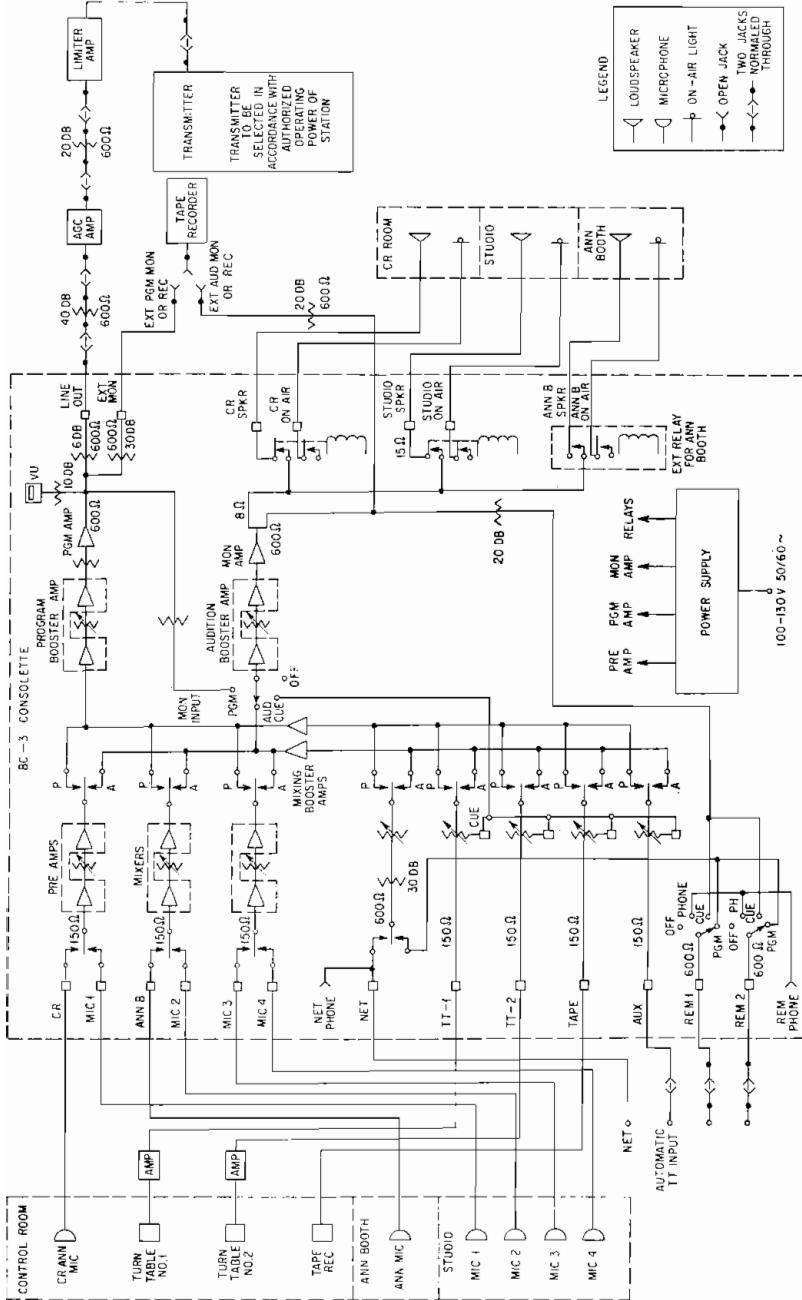 CONTROL ROOM
CR ANN
MIC
TURN
TABLE
NO.1
TURN
TABLE
NO.2
TAPE
REC
ANN BOOTH
ANN MIC
STUDIO
MIC 1
MIC 2
MIC 3
MIC 4
AMP
AMP
NET
AUTOMATIC
TT INPUT
BC-3 CONSOLETTE
CR
MIC 1
ANN B
MIC 2
MIC 3
MIC 4
NET
PHONE
NET
TT-1
TT-2
TAPE
AUX
REM 1
REM 2
REM
PHONE
150Ω
150Ω
150Ω
600Ω
30 DB
150Ω
150Ω
150Ω
150Ω
600Ω
600Ω
OFF
PHONE
CUE
PGM
OFF
PH
CUE
PGM
PRE AMPS
MIXERS
P
A
P
A
P
A
P
A
P
A
P
A
P
A
P
A
CUE
MIXING
BOOSTER
AMPS
MON
INPUT
PGM
AUD
CUE
OFF
PROGRAM
BOOSTER AMP
AUDITION
BOOSTER AMP
PGM AMP
600Ω
MON
AMP
8Ω
600Ω
VU
10 DB
6 DB
600Ω
600Ω
30 DB
LINE
OUT
EXT
MON
20 DB
CR
SPKR
CR
ON AIR
STUDIO
SPKR
15Ω
STUDIO
ON AIR
ANN B
SPKR
ANN B
ON AIR
EXT RELAY
FOR ANN
BOOTH
PRE
AMP
PGM
AMP
MON
AMP
RELAYS
POWER SUPPLY
100-130 V 50/60~
40 DB
600Ω
AGC
AMP
20 DB
600Ω
LIMITER
AMP
EXT PGM MON
OR REC
EXT AUD MON
OR REC
TAPE
RECORDER
20 DB
600Ω
TRANSMITTER
TRANSMITTER
TO BE
SELECTED IN
ACCORDANCE WITH
AUTHORIZED
OPERATING
POWER OF
STATION
CR ROOM
STUDIO
ANN
BOOTH
LEGEND
LOUDSPEAKER
MICROPHONE
ON-AIR LIGHT
OPEN JACK
TWO JACKS
NORMALED
THROUGH